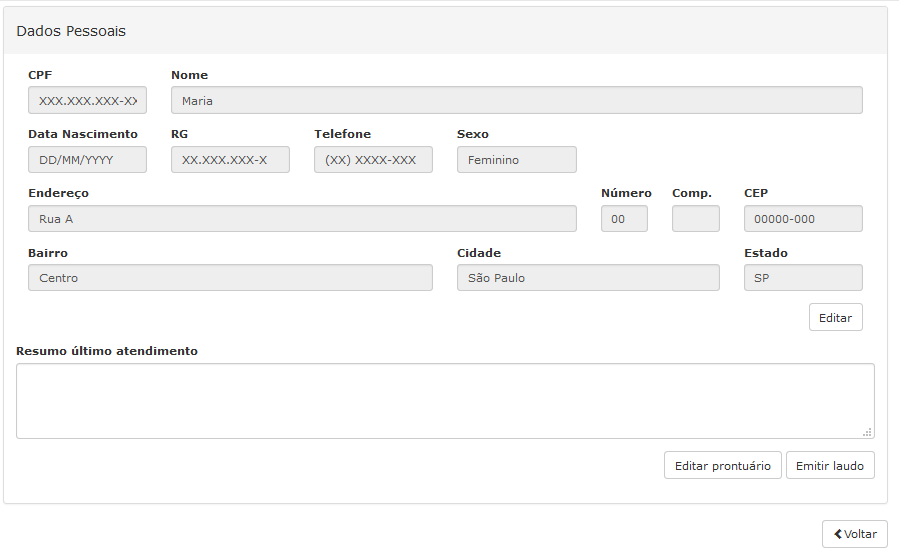 Dados Pessoais
CPF Nome
XXX.XXX.XXX-XX Maria
Data Nascimento RG Telefone Sexo
DD/MM/YYYY XX.XXX.XXX-X (XX) XXXX-XXX Feminino
Endereço Número Comp. CEP
Rua A 00 00000-000
Bairro Cidade Estado
Centro São Paulo SP
Editar
Resumo último atendimento
Editar prontuário Emitir laudo
Voltar